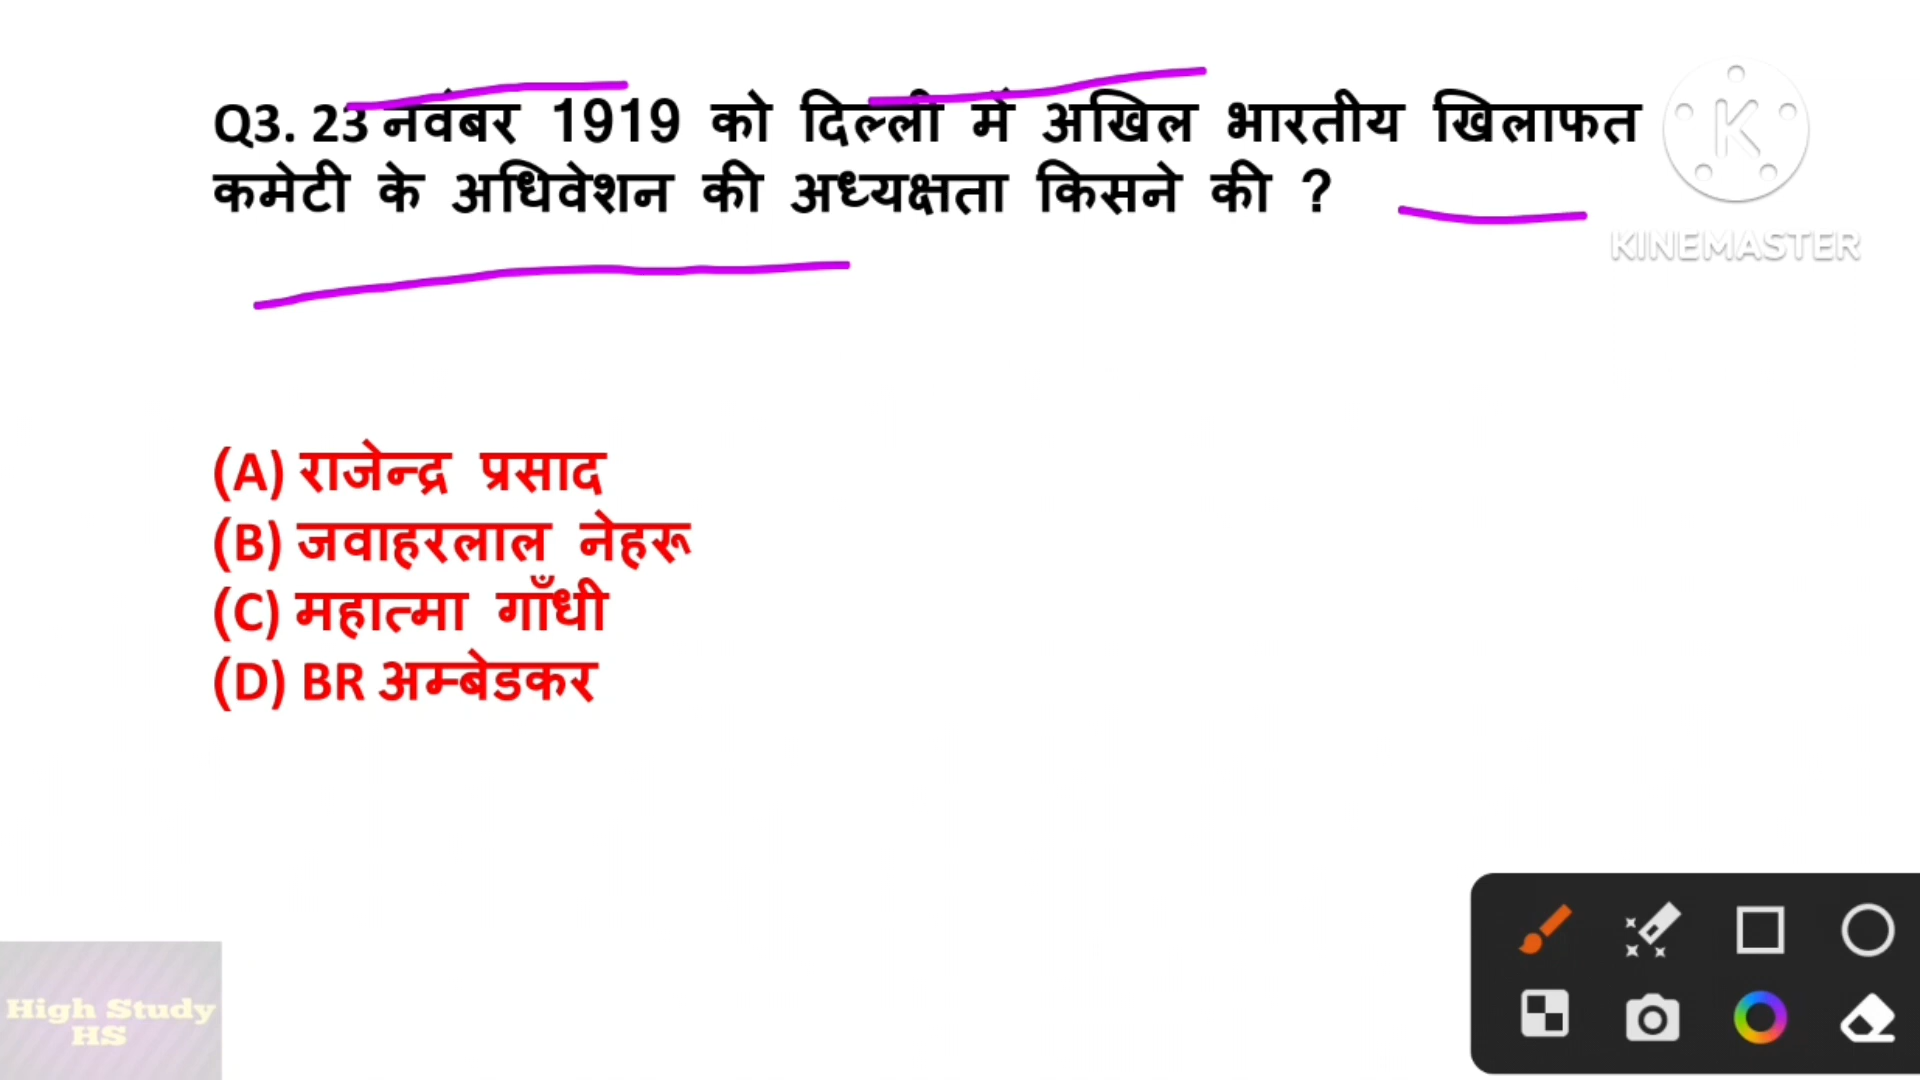 Q3. 23 नवंबर 1919 को दिल्ली में अखिल भारतीय खिलाफत
कमेटी के अधिवेशन की अध्यक्षता किसने की ?
K
KINEMASTER
(A) राजेन्द्र प्रसाद
(B) जवाहरलाल नेहरू
(C) महात्मा गाँधी
(D) BR अम्बेडकर
High Study
HS